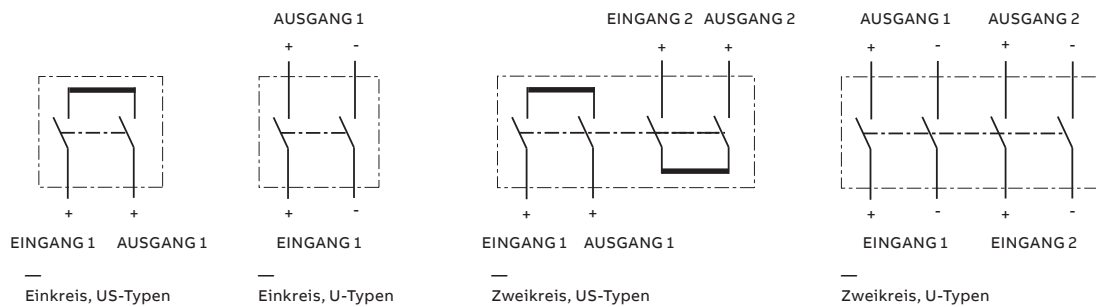 AUSGANG 1
EINGANG 2 AUSGANG 2
AUSGANG 1 AUSGANG 2
+ - + + + - + -
+ + + - + + + - + -
EINGANG 1 AUSGANG 1
EINGANG 1
EINGANG 1 AUSGANG 1
EINGANG 1 EINGANG 2
—
Einkreis, US-Typen
—
Einkreis, U-Typen
—
Zweikreis, US-Typen
—
Zweikreis, U-Typen